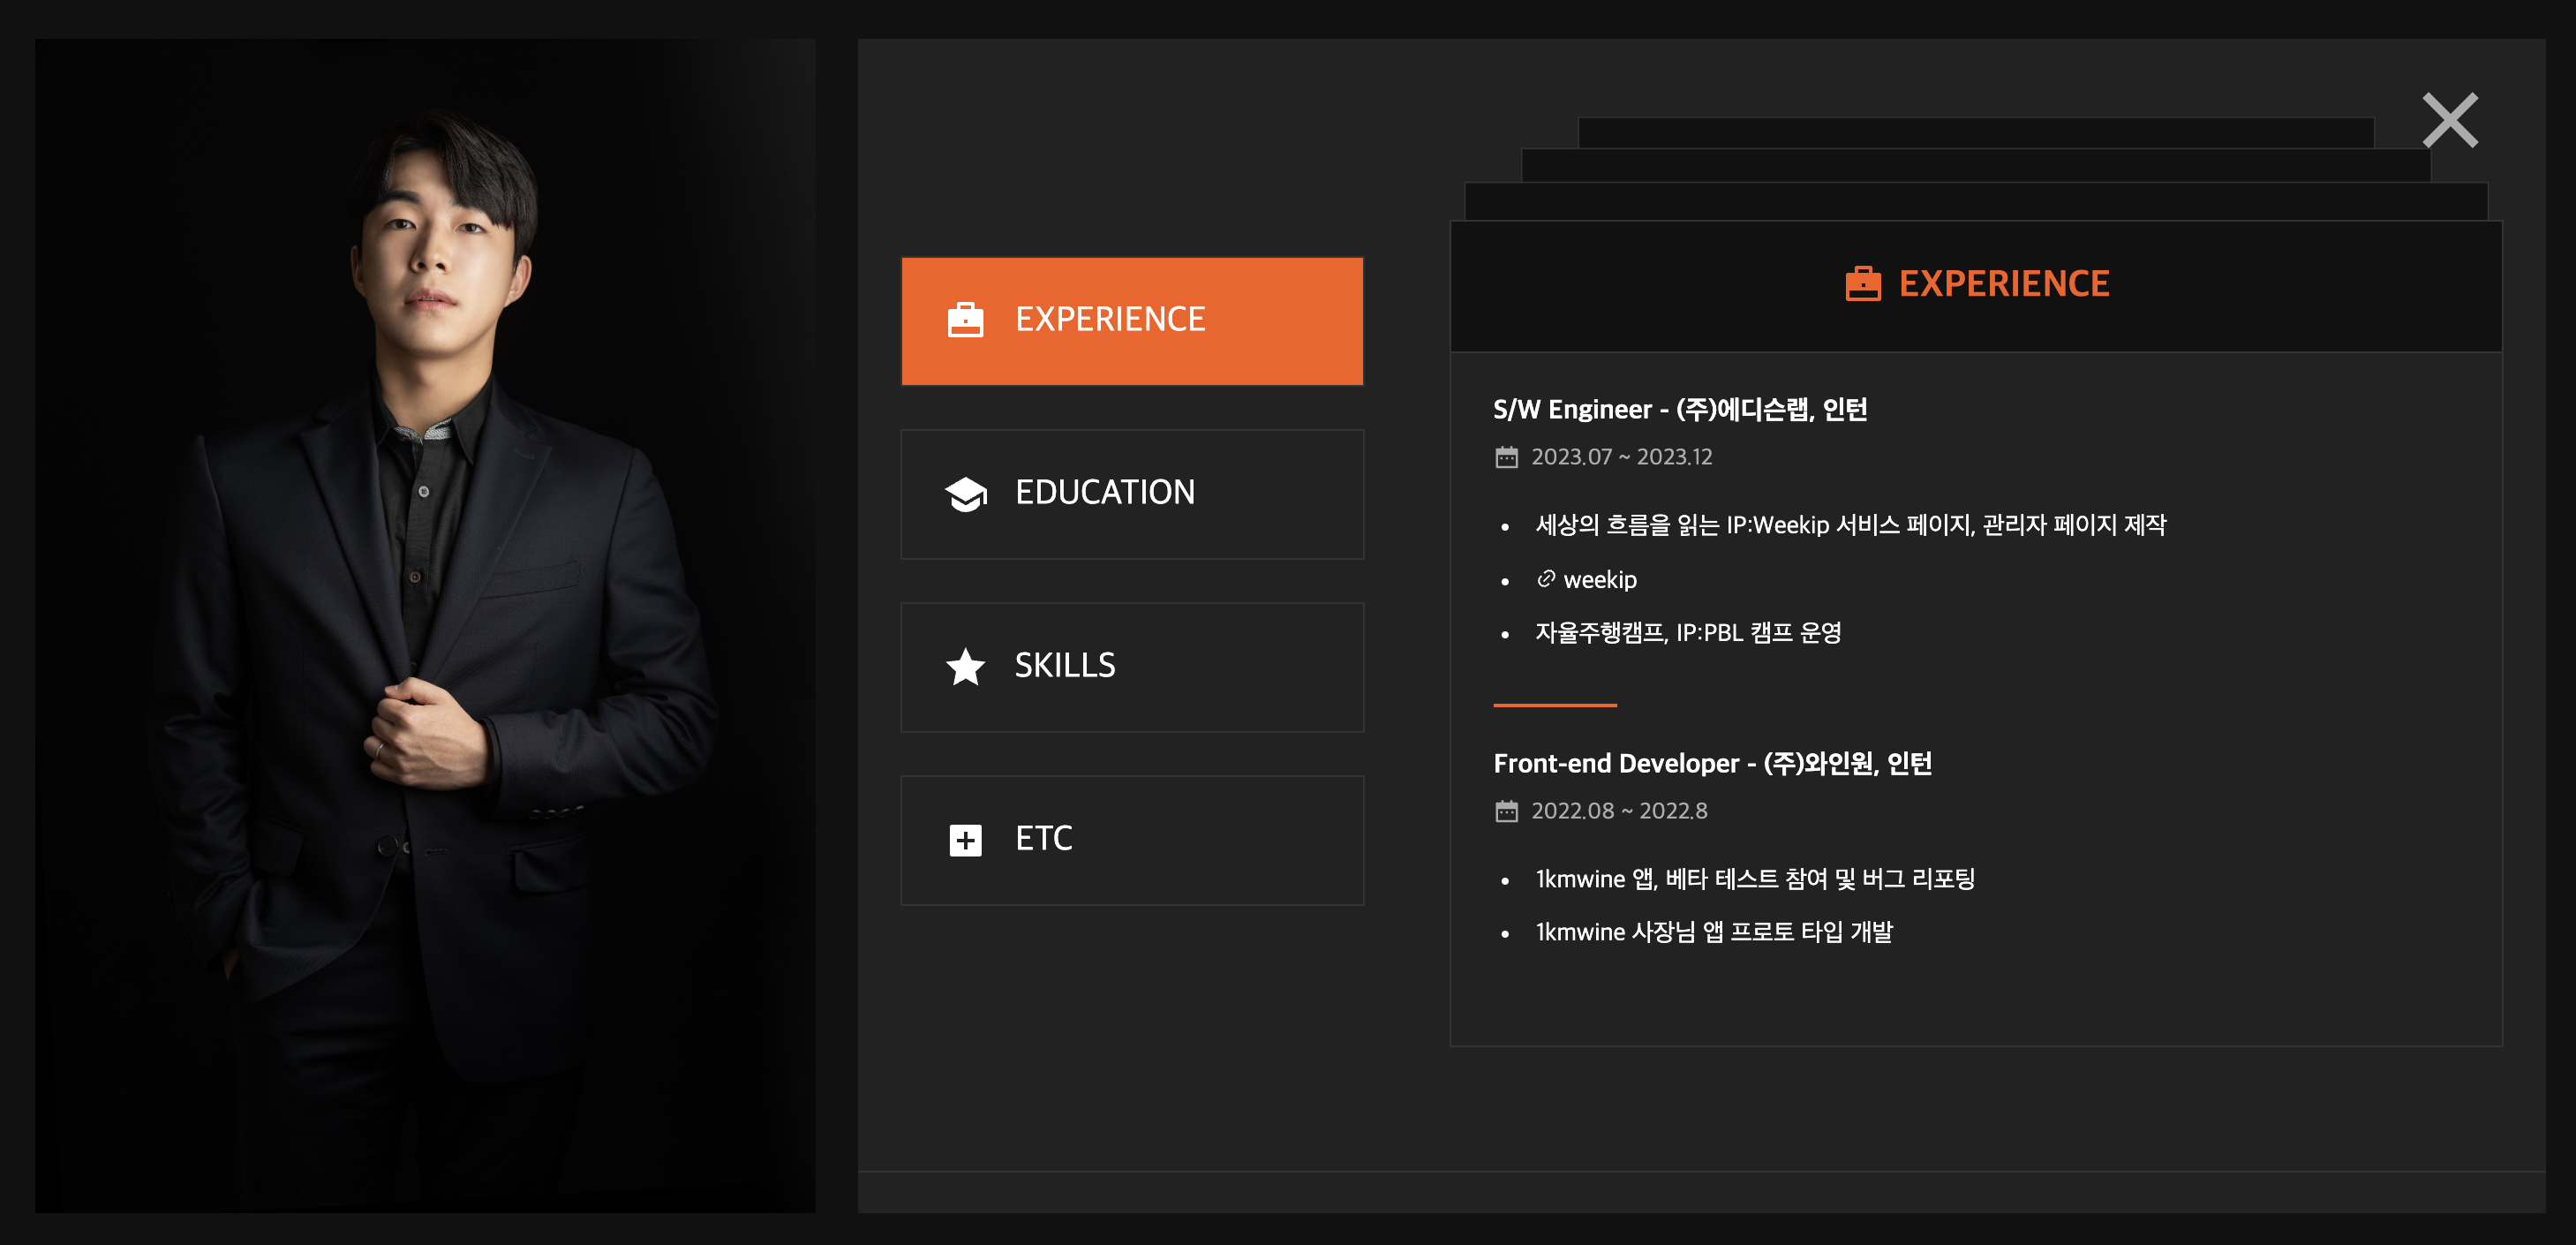 EXPERIENCE
EDUCATION
SKILLS
ETC
EXPERIENCE
S/W Engineer - (주)에디슨랩, 인턴
2023.07 ~ 2023.12
세상의 흐름을 읽는 IP:Weekip 서비스 페이지, 관리자 페이지 제작
weekip
자율주행캠프, IP:PBL 캠프 운영
Front-end Developer - (주)와인원, 인턴
2022.08 ~ 2022.8
1kmwine 앱, 베타 테스트 참여 및 버그 리포팅
1kmwine 사장님 앱 프로토 타입 개발